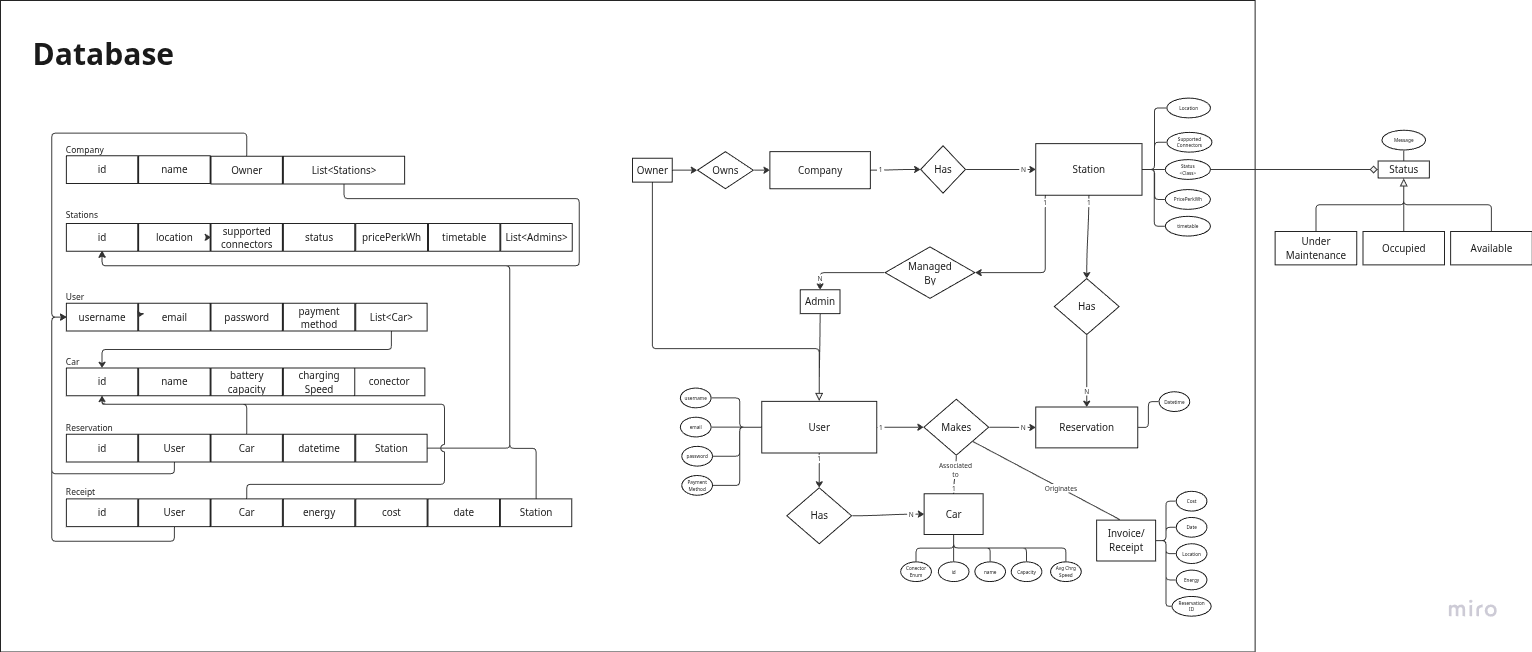 Database
Company
id
name
Owner
List<Stations>
Stations
id
location
supported
connectors
status
pricePerkWh
timetable
List<Admins>
User
username
email
password
payment
method
List<Car>
Car
id
name
battery
capacity
charging
Speed
conector
Reservation
id
User
Car
datetime
Station
Receipt
id
User
Car
energy
cost
date
Station
Owner
Owns
Company
1
Has
N
Station
Location
Supported
Connectors
Status
<Class>
PricePerkWh
timetable
Message
Status
Under
Maintenance
Occupied
Available
1
1
Managed
By
N
Admin
Has
N
username
email
password
Payment
Method
User
1
Makes
N
Reservation
Datetime
1
Has
N
Associated
to
1
Car
Conector
Enum
id
name
Capacity
Avg Chrg
Speed
Originates
Invoice/
Receipt
Cost
Date
Location
Energy
Reservation
ID
miro